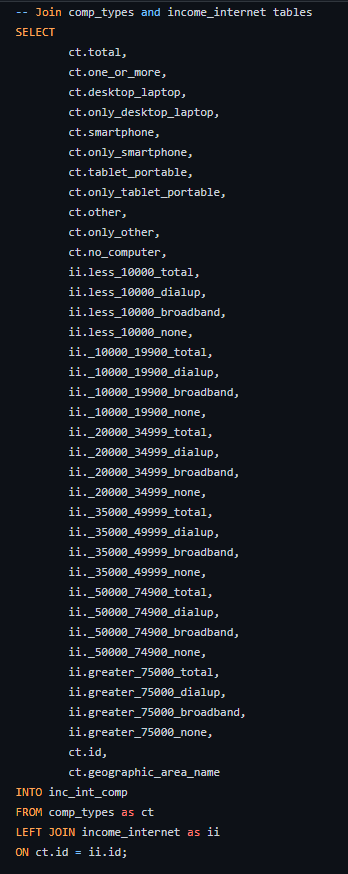 -- Join comp_types and income_internet tables
SELECT
ct.total,
ct.one_or_more,
ct.desktop_laptop,
ct.only_desktop_laptop,
ct.smartphone,
ct.only_smartphone,
ct.tablet_portable,
ct.only_tablet_portable,
ct.other,
ct.only_other,
ct.no_computer,
ii.less_10000_total,
ii.less_10000_dialup,
ii.less_10000_broadband,
ii.less_10000_none,
ii._10000_19900_total,
ii._10000_19900_dialup,
ii._10000_19900_broadband,
ii._10000_19900_none,
ii._20000_34999_total,
ii._20000_34999_dialup,
ii._20000_34999_broadband,
ii._20000_34999_none,
ii._35000_49999_total,
ii._35000_49999_dialup,
ii._35000_49999_broadband,
ii._35000_49999_none,
ii._50000_74900_total,
ii._50000_74900_dialup,
ii._50000_74900_broadband,
ii._50000_74900_none,
ii.greater_75000_total,
ii.greater_75000_dialup,
ii.greater_75000_broadband,
ii.greater_75000_none,
ct.id,
ct.geographic_area_name
INTO inc_int_comp
FROM comp_types as ct
LEFT JOIN income_internet as ii
ON ct.id = ii.id;